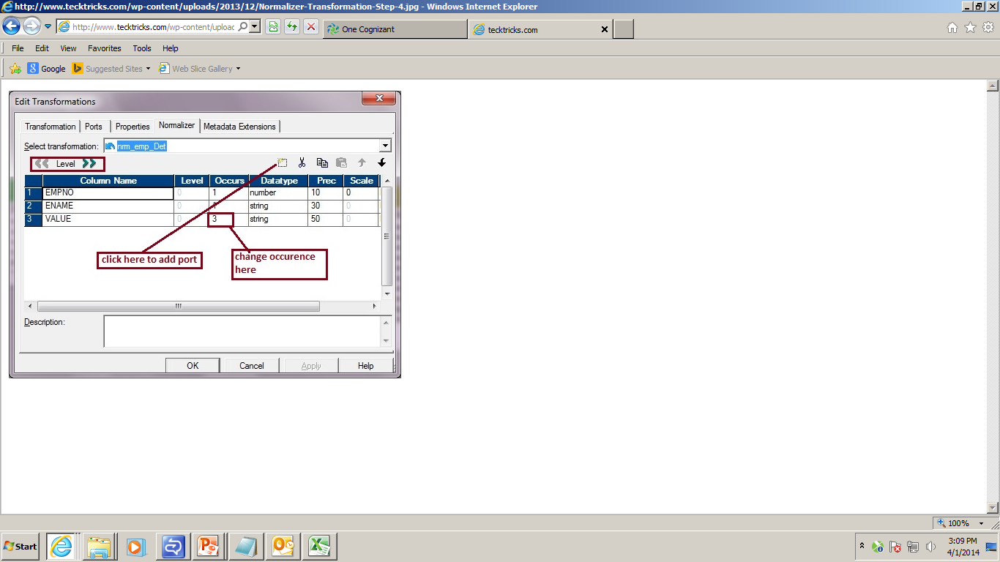 http://www.tecktricks.com/wp-content/uploads/2013/12/Normalizer-Transformation-Step-4.jpg - Windows Internet Explorer
http://www.tecktricks.com/wp-content/uploac
One Cognizant
tecktricks.com
File Edit View Favorites Tools Help
Google Suggested Sites Web Slice Gallery
Edit Transformations
Transformation Ports Properties Normalizer Metadata Extensions
Select transformation: nrm_emp_Det
Level
Column Name Level Occurs Datatype Prec Scale
1 EMPNO 0 1 number 10 0
2 ENAME 0 1 string 30 0
3 VALUE 0 3 string 50 0
click here to add port
change occurence
here
Description:
OK Cancel Apply Help
100%
Start
3:09 PM
4/1/2014